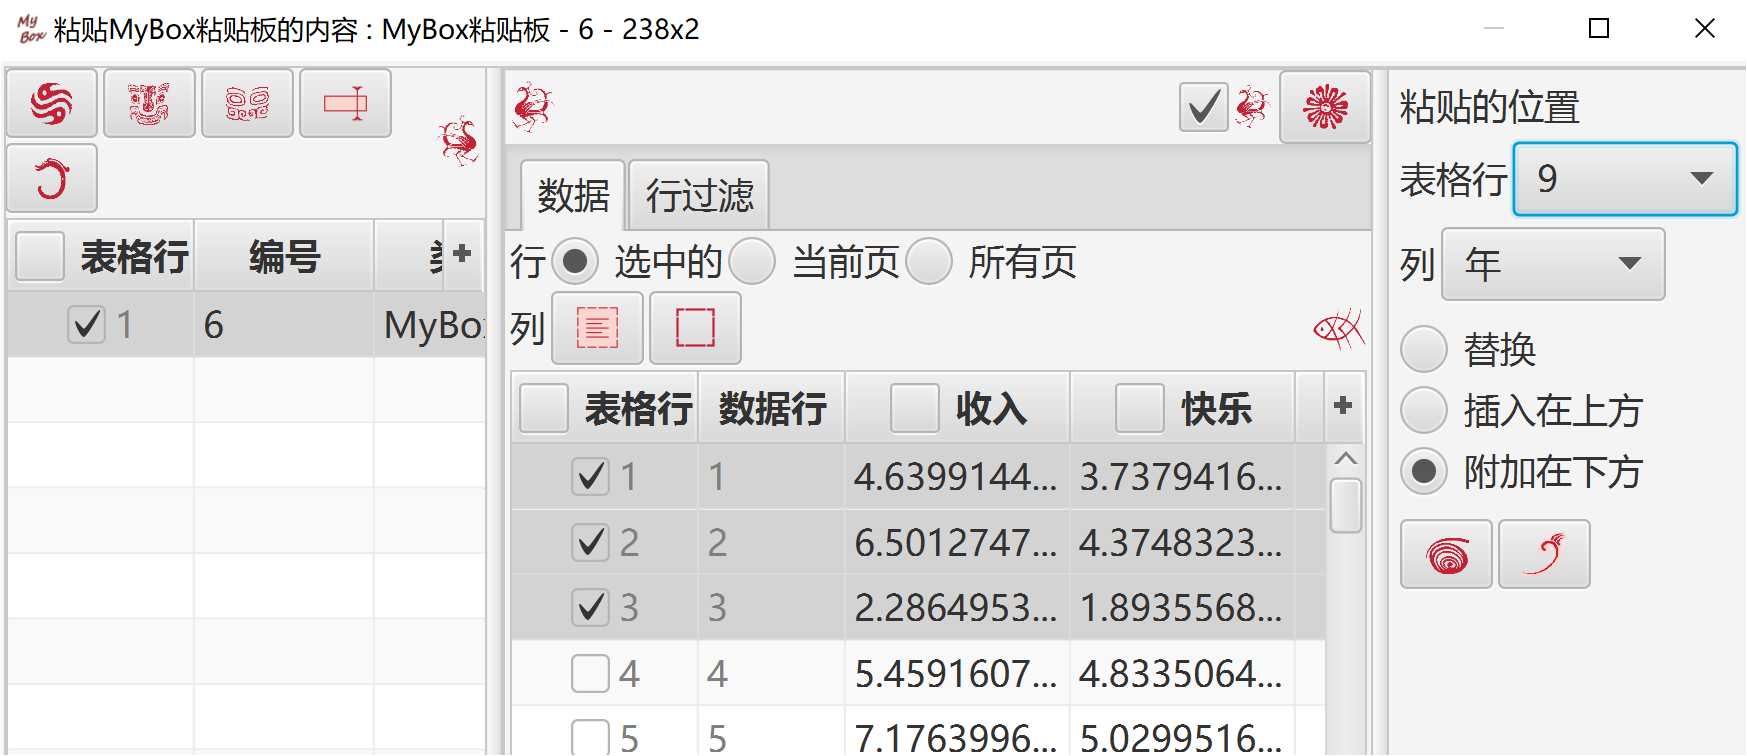 My Box 粘贴MyBox粘贴板的内容 : MyBox粘贴板 - 6 - 238x2
表格行 编号 +
1 6 MyBo
数据 行过滤
行 选中的 当前页 所有页
列
表格行 数据行 收入 快乐 +
1 1 4.6399144... 3.7379416...
2 2 6.5012747... 4.3748323...
3 3 2.2864953... 1.8935568...
4 4 5.4591607... 4.8335064...
5 5 7.1763996... 5.0299516...
粘贴的位置
表格行 9
列 年
替换
插入在上方
附加在下方